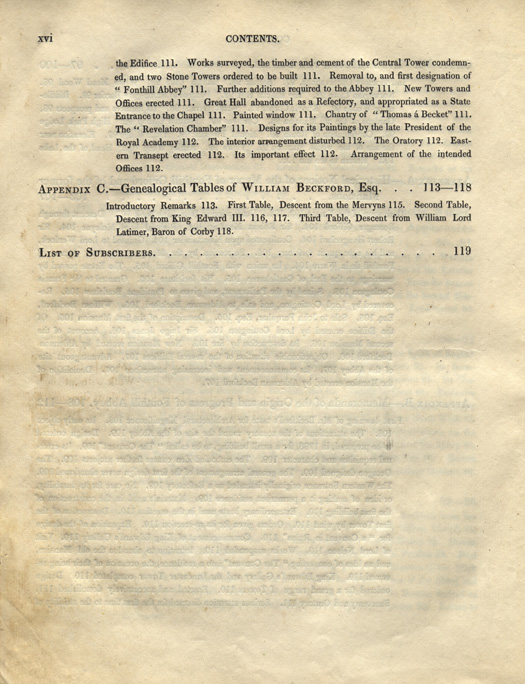 xvi CONTENTS.
the Edifice 111. Works surveyed, the timber and cement of the Central Tower condemn-
ed, and two Stone Towers ordered to be built 111. Removal to, and first designation of
" Fonthill Abbey" 111. Further additions required to the Abbey 111. New Towers and
Offices erected 111. Great Hall abandoned as a Refectory, and appropriated as a State
Entrance to the Chapel 111. Painted window 111. Chantry of " Thomas á Becket" 111.
The " Revelation Chamber" 111. Designs for its Paintings by the late President of the
Royal Academy 112. The interior arrangement disturbed 112. The Oratory 112. East-
ern Transept erected 112. Its important effect 112. Arrangement of the intended
Offices 112.
APPENDIX C.—Genealogical Tables of WILLIAM BECKFORD, Esq. . . 113—118
Introductory Remarks 113. First Table, Descent from the Mervyns 115. Second Table,
Descent from King Edward III. 116, 117. Third Table, Descent from William Lord
Latimer, Baron of Corby 118.
LIST OF SUBSCRIBERS. . . . . . . . . . . . . . . . . . . 119